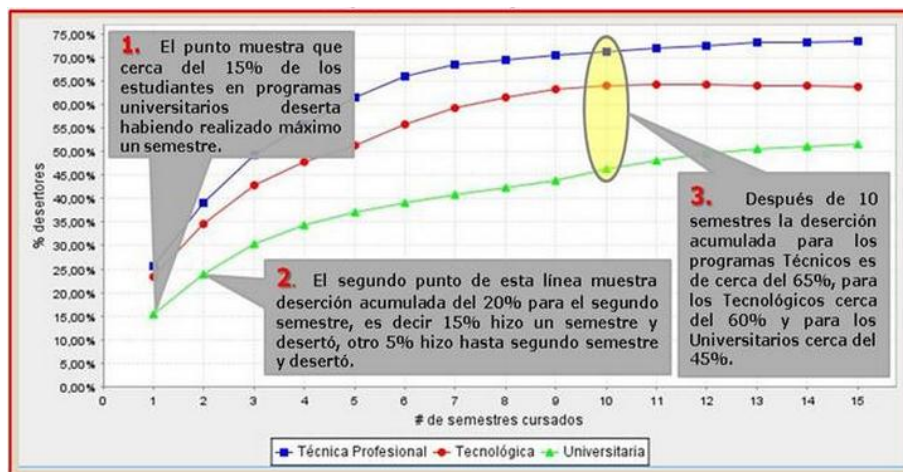 75,00%
70,00%
65,00%
60,00%
55,00%
50,00%
45,00%
40,00%
35,00%
30,00%
25,00%
20,00%
15,00%
10,00%
5,00%
0,00%
% desertores
1. El punto muestra que
cerca del 15% de los
estudiantes en programas
universitarios deserta
habiendo realizado máximo
un semestre.
2. El segundo punto de esta línea muestra
deserción acumulada del 20% para el segundo
semestre, es decir 15% hizo un semestre y
desertó, otro 5% hizo hasta segundo semestre
y desertó.
3. Después de 10
semestres la deserción
acumulada para los
programas Técnicos es
de cerca del 65%, para
los Tecnológicos cerca
del 60% y para los
Universitarios cerca del
45%.
0 1 2 3 4 5 6 7 8 9 10 11 12 13 14 15
# de semestres cursados
Técnica Profesional Tecnológica Universitaria